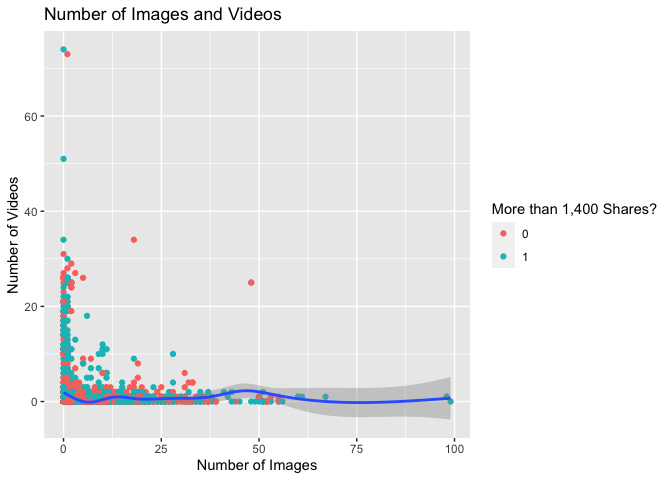 Number of Images and Videos
Number of Videos
60
40
20
0
0 25 50 75 100
Number of Images
More than 1,400 Shares?
0
1